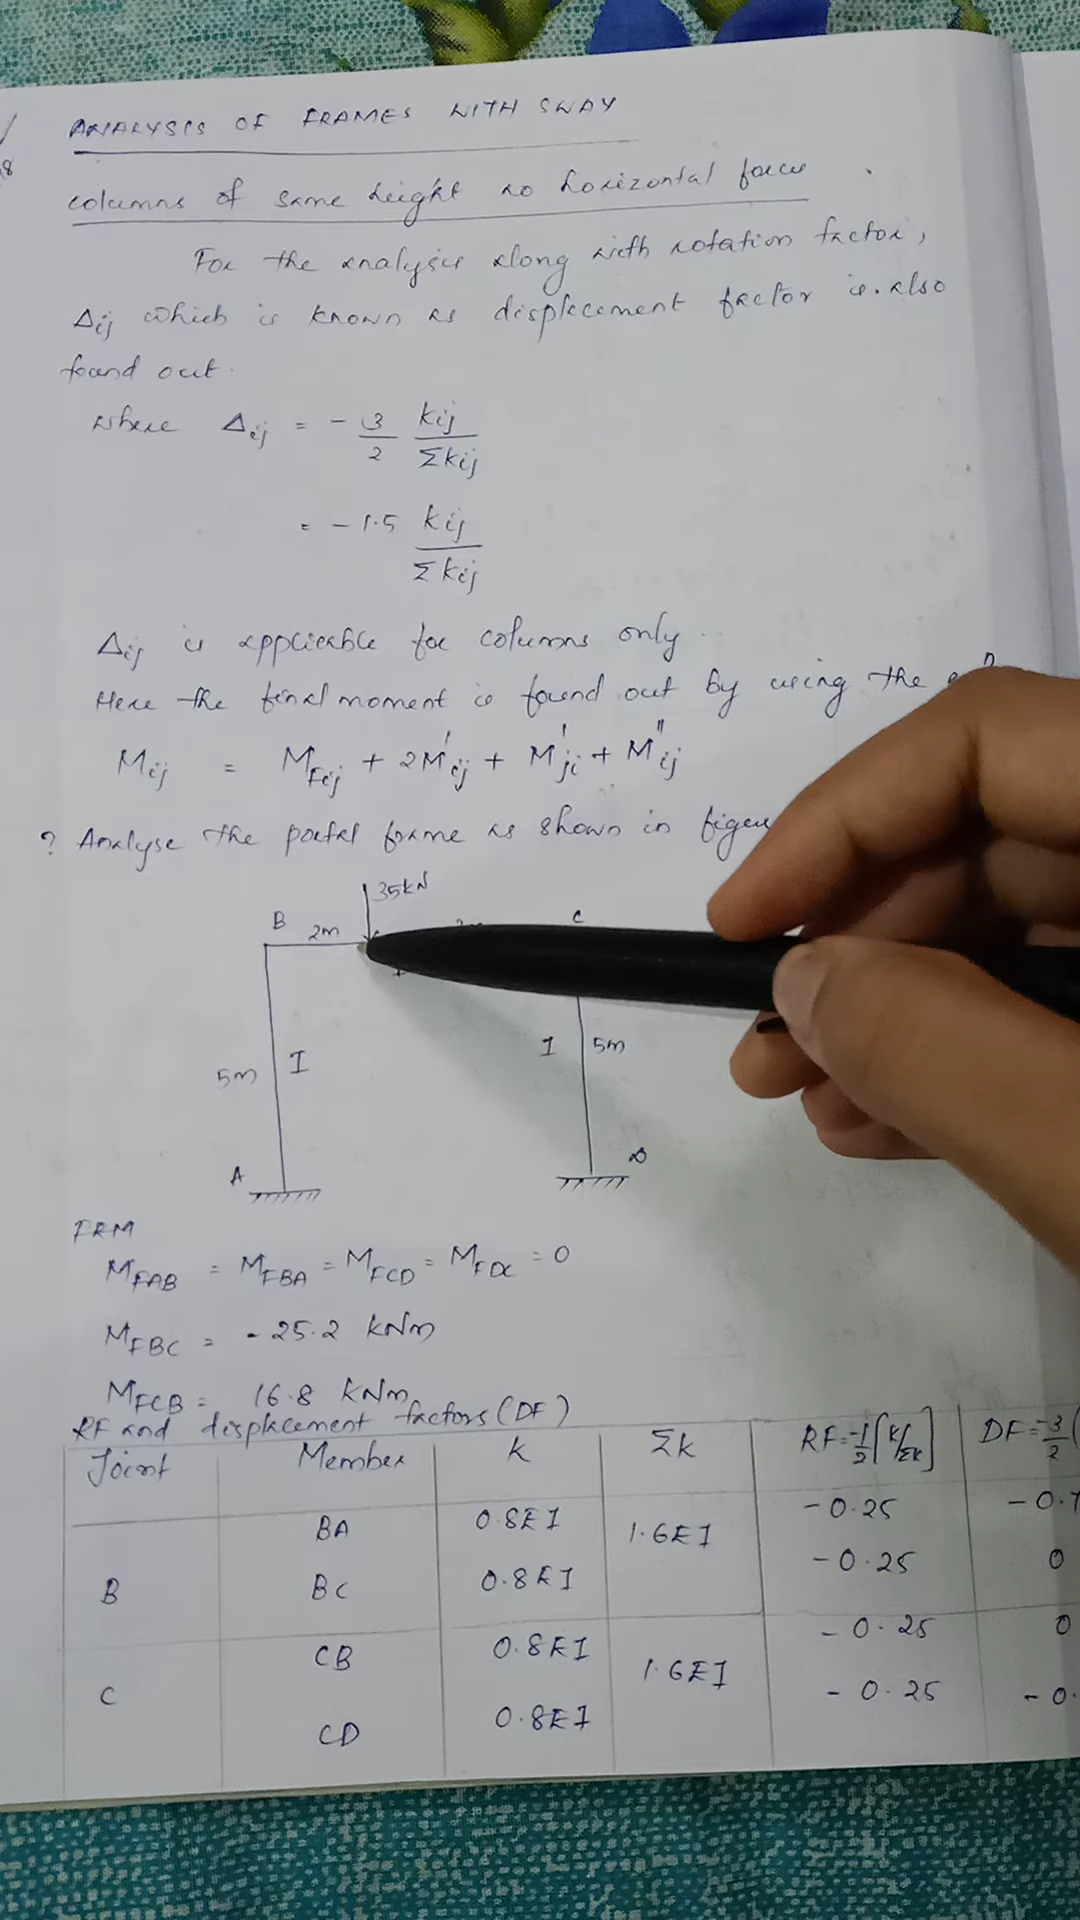 18
ANALYSIS OF FRAMES WITH SWAY
columns of same height no horizontal force
For the analysis along with rotation factor,
Δij which is known as displacement factor is also
found out.
where Δij = - 3/2 kij/Σkij
= - 1.5 kij/Σkij
Δij is applicable for columns only.
Here the final moment is found out by using the
Mij = MFij + 2M'ij + M'ji + M"ij
? Analyse the portal frame as shown in
35kN
B 2m C
5m I I 5m
A D
FEM
MFAB = MFBA = MFCD = MFDC = 0
MFBC = - 25.2 kNm
MFCB = 16.8 kNm
RF and displacement factors (DF)
Joint Member k Σk RF = -1/2 [k/Σk] DF = -3/2 (
BA 0.8EI 1.6EI - 0.25 - 0.7
B BC 0.8EI - 0.25 0
CB 0.8EI 1.6EI - 0.25 0
C CD 0.8EI - 0.25 - 0.